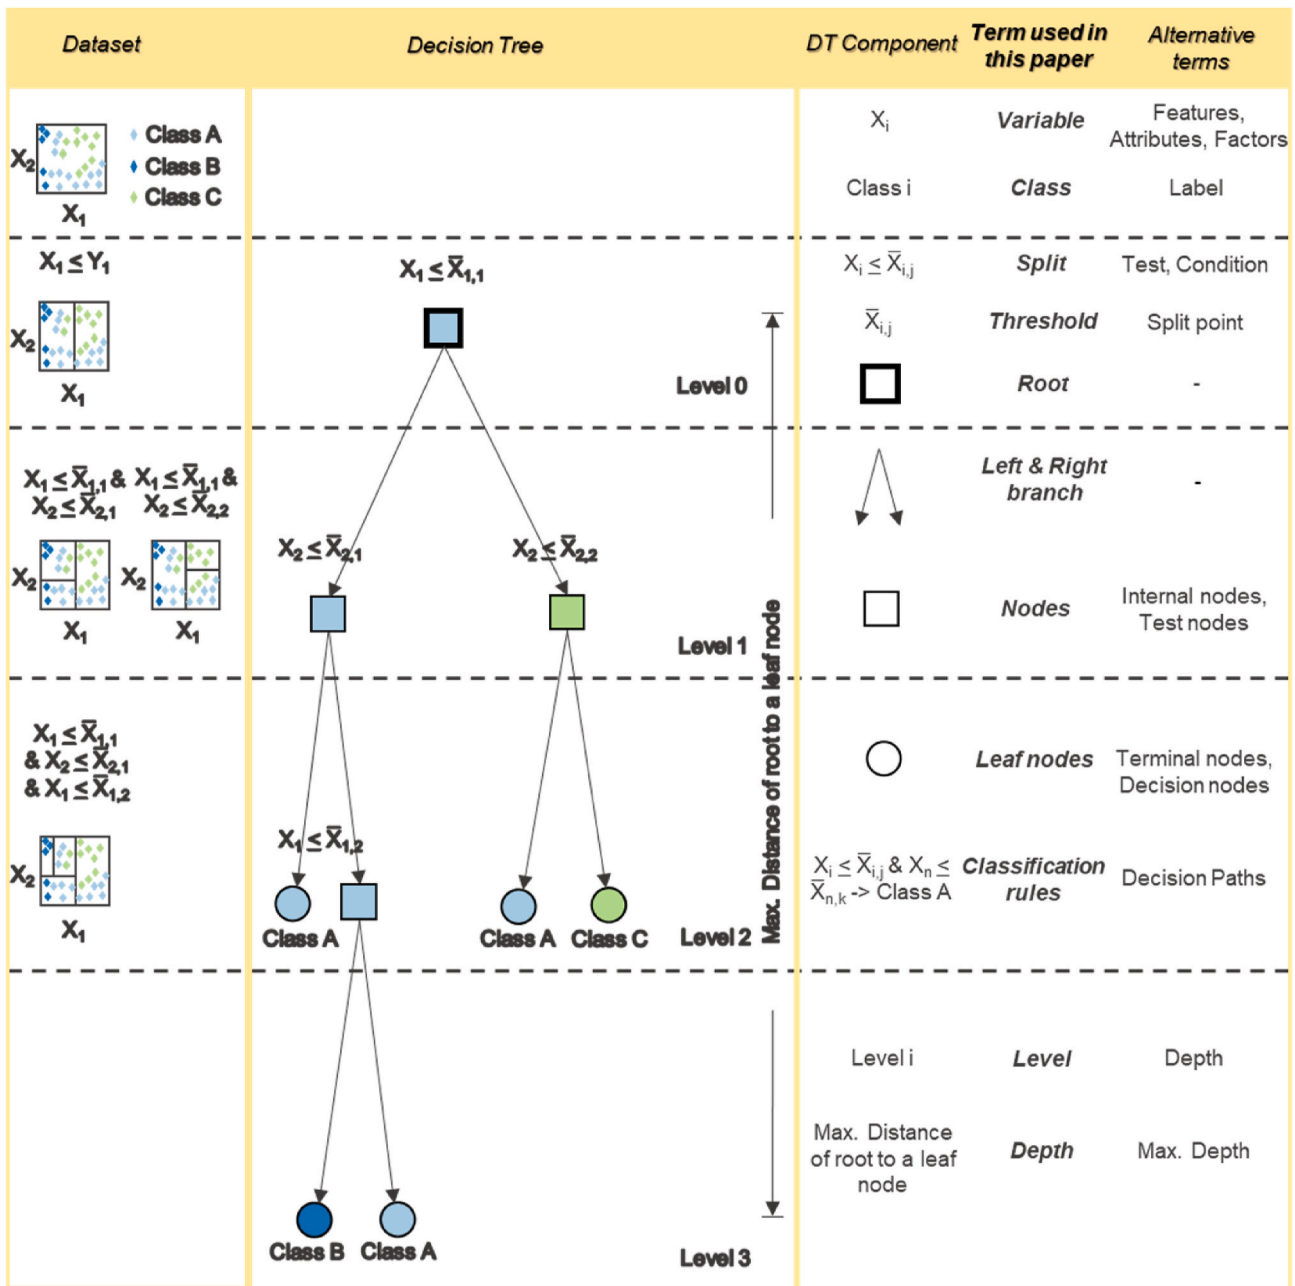 Dataset
Decision Tree
DT Component
Term used in
this paper
Alternative
terms
X₂
X₁
Class A
Class B
Class C
Xᵢ
Variable
Features,
Attributes, Factors
Class i
Class
Label
X₁ ≤ Y₁
X₂
X₁
X₁ ≤ X̅₁,₁
Level 0
Xᵢ ≤ X̅ᵢ,ⱼ
Split
Test, Condition
X̅ᵢ,ⱼ
Threshold
Split point
Root
-
X₁ ≤ X̅₁,₁ &
X₂ ≤ X̅₂,₁
X₁ ≤ X̅₁,₁ &
X₂ ≤ X̅₂,₂
X₂
X₁
X₂
X₁
X₂ ≤ X̅₂,₁
X₂ ≤ X̅₂,₂
Level 1
Max. Distance of root to a leaf node
Left & Right
branch
-
Nodes
Internal nodes,
Test nodes
X₁ ≤ X̅₁,₁
& X₂ ≤ X̅₂,₁
& X₁ ≤ X̅₁,₂
X₂
X₁
X₁ ≤ X̅₁,₂
Class A
Class A
Class C
Level 2
Leaf nodes
Terminal nodes,
Decision nodes
Xᵢ ≤ X̅ᵢ,ⱼ & Xₙ ≤
X̅ₙ,ₖ -> Class A
Classification
rules
Decision Paths
Class B
Class A
Level 3
Level i
Level
Depth
Max. Distance
of root to a leaf
node
Depth
Max. Depth